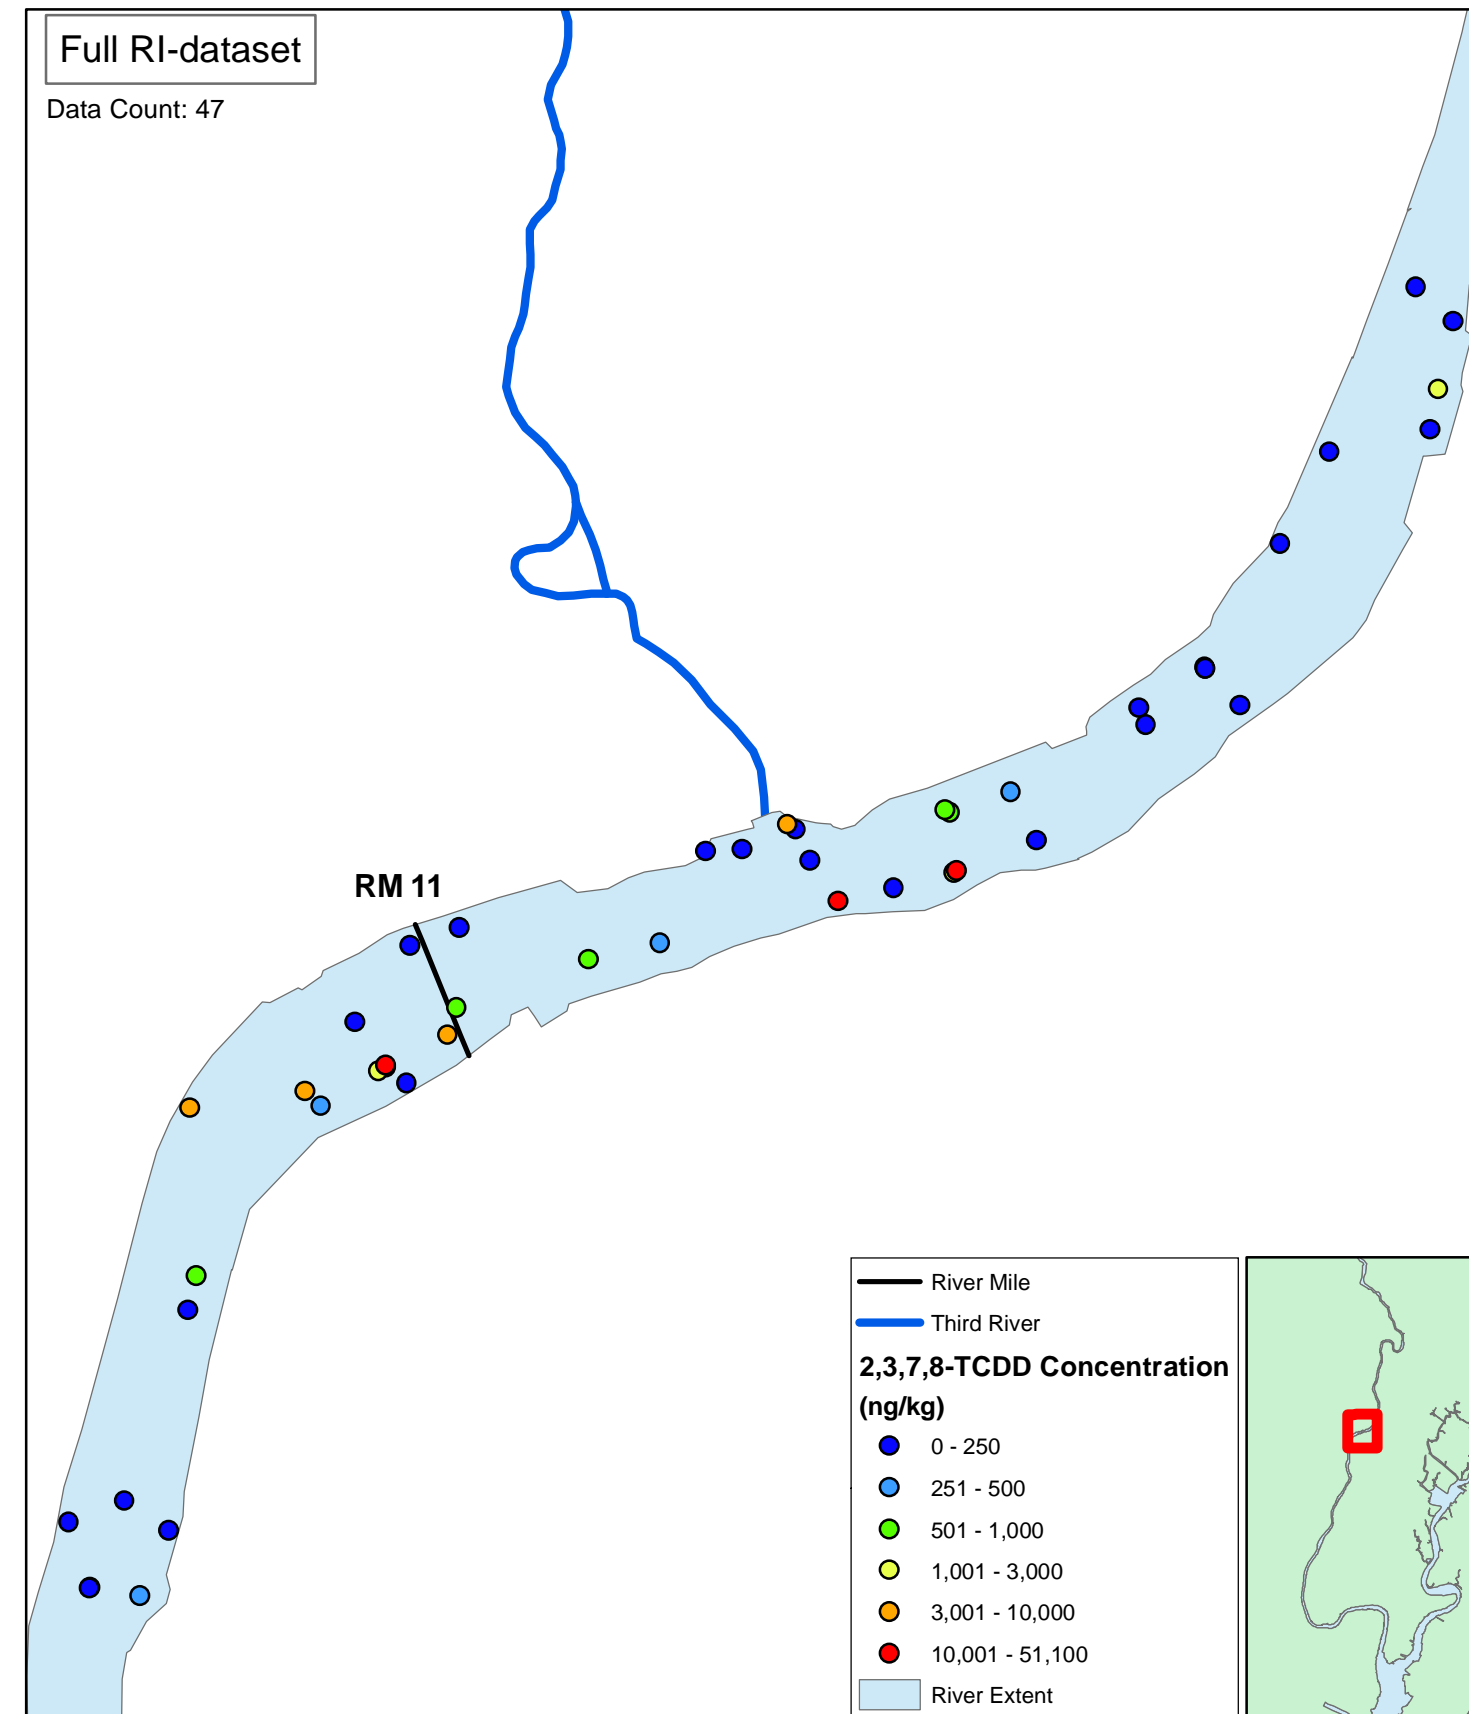 Full RI-dataset
Data Count: 47
RM 11
River Mile
Third River
2,3,7,8-TCDD Concentration
(ng/kg)
0 - 250
251 - 500
501 - 1,000
1,001 - 3,000
3,001 - 10,000
10,001 - 51,100
River Extent